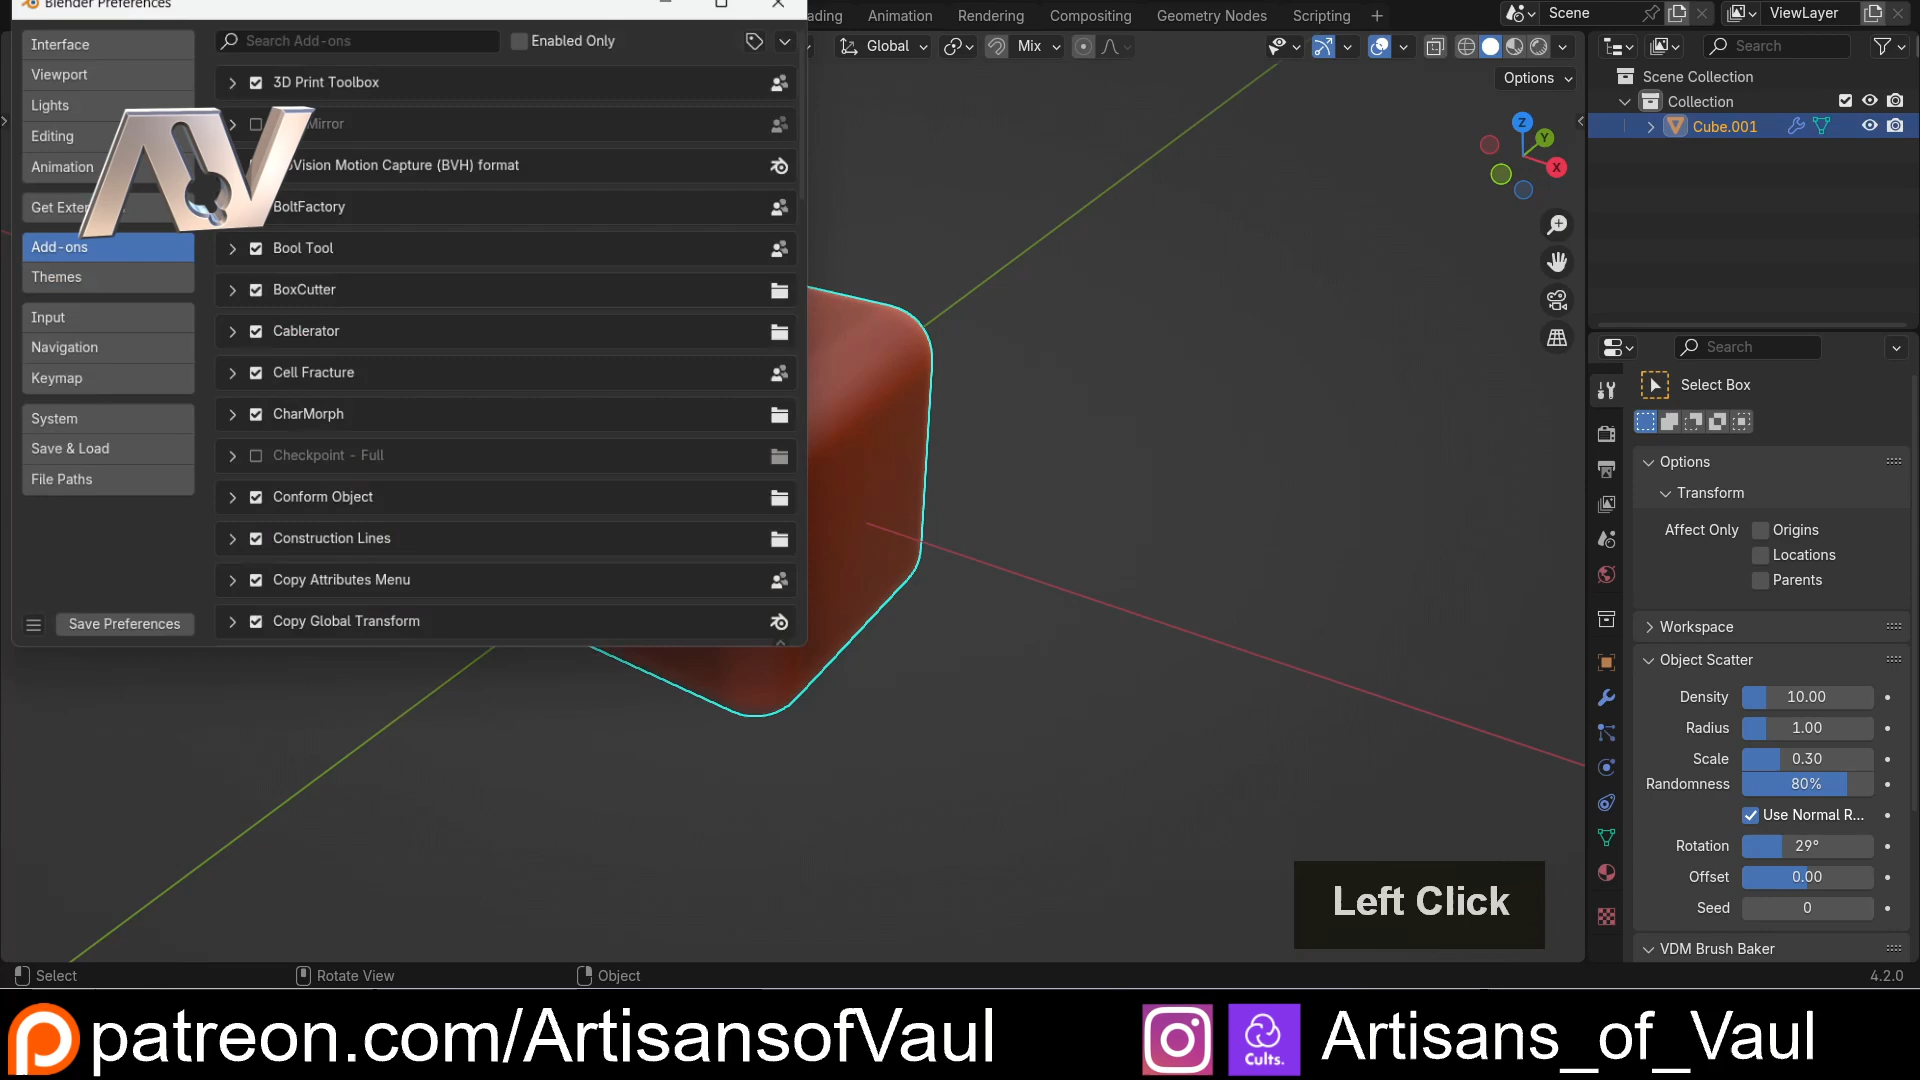 Blender Preferences
Interface
Viewport
Lights
Editing
Animation
Add-ons
Themes
Input
Navigation
Keymap
System
Save & Load
File Paths
Save Preferences
Search Add-ons
Enabled Only
3D Print Toolbox
Mirror
Vision Motion Capture (BVH) format
BoltFactory
Bool Tool
BoxCutter
Cablerator
Cell Fracture
CharMorph
Checkpoint - Full
Conform Object
Construction Lines
Copy Attributes Menu
Copy Global Transform
AV
Animation
Rendering
Compositing
Geometry Nodes
Scripting
Scene
ViewLayer
Global
Mix
Options
Z
Y
X
Search
Scene Collection
Collection
Cube.001
Search
Select Box
Options
Transform
Affect Only
Origins
Locations
Parents
Workspace
Object Scatter
Density 10.00
Radius 1.00
Scale 0.30
Randomness 80%
Use Normal R...
Rotation 29°
Offset 0.00
Seed 0
VDM Brush Baker
Left Click
Select
Rotate View
Object
4.2.0
patreon.com/ArtisansofVaul
Cults.
Artisans_of_Vaul